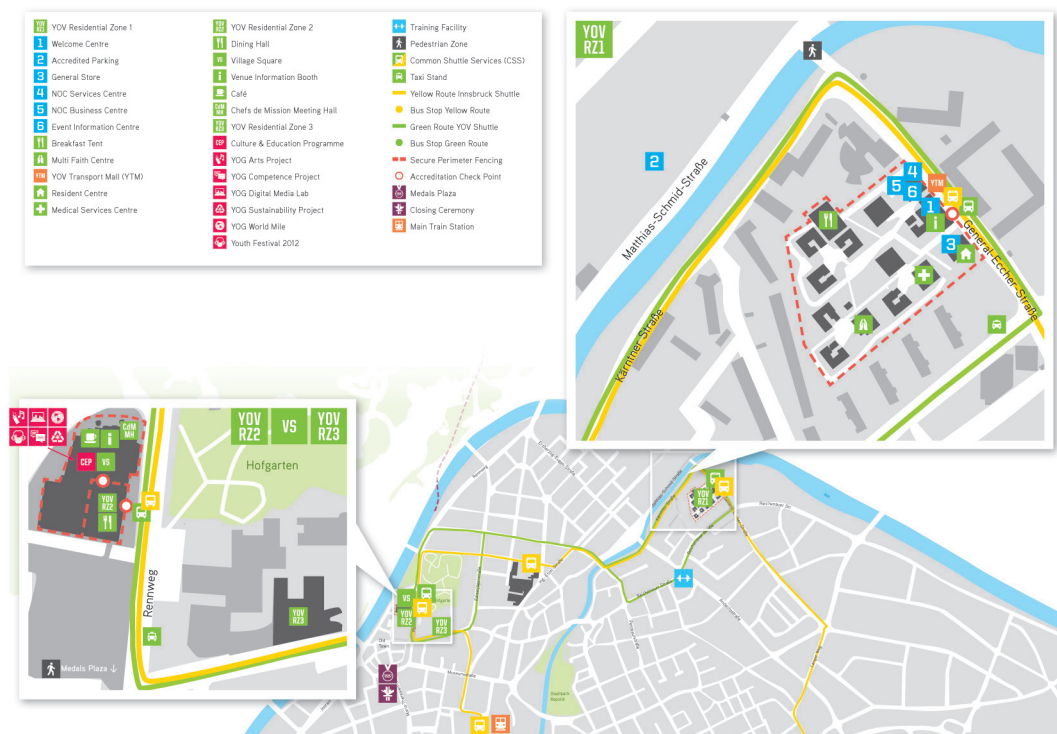 YOV RZ1 YOV Residential Zone 1
1 Welcome Centre
2 Accredited Parking
3 General Store
4 NOC Services Centre
5 NOC Business Centre
6 Event Information Centre
Breakfast Tent
Multi Faith Centre
YTM YOV Transport Mall (YTM)
Resident Centre
Medical Services Centre
YOV RZ2 YOV Residential Zone 2
Dining Hall
VS Village Square
i Venue Information Booth
Café
CdM MH Chefs de Mission Meeting Hall
YOV RZ3 YOV Residential Zone 3
CEP Culture & Education Programme
YOG Arts Project
YOG Competence Project
YOG Digital Media Lab
YOG Sustainability Project
YOG World Mile
Youth Festival 2012
Training Facility
Pedestrian Zone
Common Shuttle Services (CSS)
Taxi Stand
Yellow Route Innsbruck Shuttle
Bus Stop Yellow Route
Green Route YOV Shuttle
Bus Stop Green Route
Secure Perimeter Fencing
Accreditation Check Point
Medals Plaza
Closing Ceremony
Main Train Station
YOV
RZ1
2
Matthias-Schmid-Straße
4
5
6
YTM
1
i
3
General-Eccher-Straße
Kärntner Straße
YOV
RZ2
VS
YOV
RZ3
CdM
MH
i
CEP
VS
YOV
RZ2
Hofgarten
Rennweg
YOV
RZ3
Medals Plaza ↓
Rennweg
YOV
RZ1
VS
YOV
RZ2
YOV
RZ3
Old
Town
Museumstraße